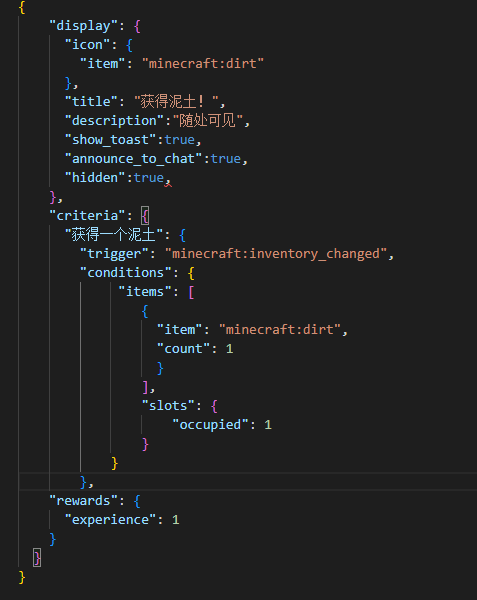 {
"display": {
"icon": {
"item": "minecraft:dirt"
},
"title": "获得泥土！",
"description":"随处可见",
"show_toast":true,
"announce_to_chat":true,
"hidden":true,
},
"criteria": {
"获得一个泥土": {
"trigger": "minecraft:inventory_changed",
"conditions": {
"items": [
{
"item": "minecraft:dirt",
"count": 1
}
],
"slots": {
"occupied": 1
}
}
},
"rewards": {
"experience": 1
}
}
}